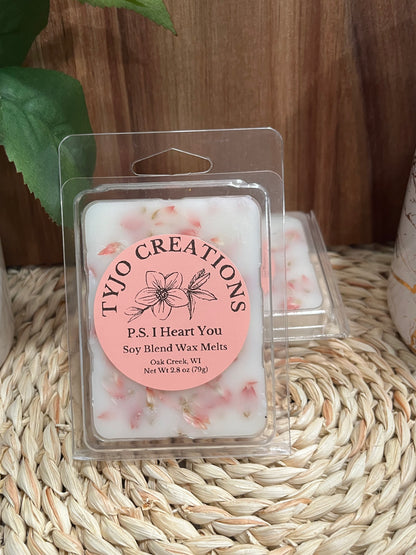 TYJO CREATIONS
P.S. I Heart You
Soy Blend Wax Melts
Oak Creek, WI
Net Wt 2.8 oz (79g)